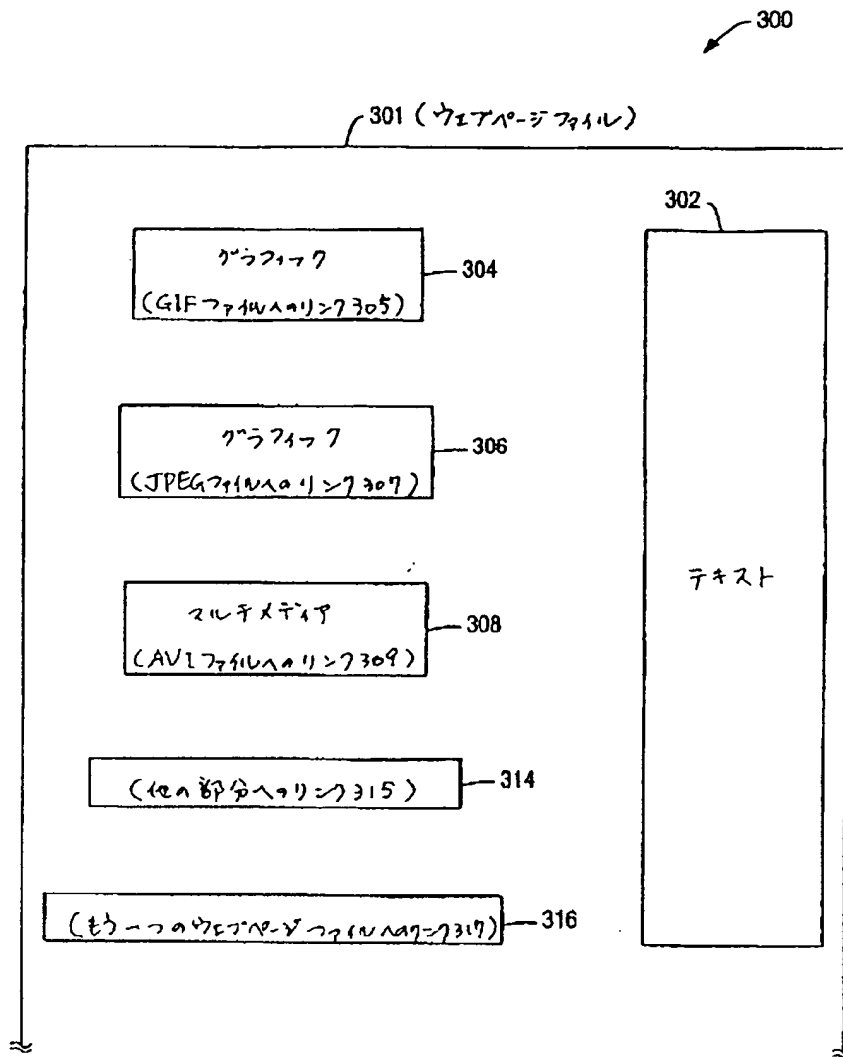 300
301 (ウェブページファイル)
302
グラフィック
(GIFファイルへのリンク305)
304
グラフィック
(JPEGファイルへのリンク307)
306
マルチメディア
(AVIファイルへのリンク309)
308
テキスト
(他の部分へのリンク315)
314
(もう一つのウェブページファイルへのリンク317)
316